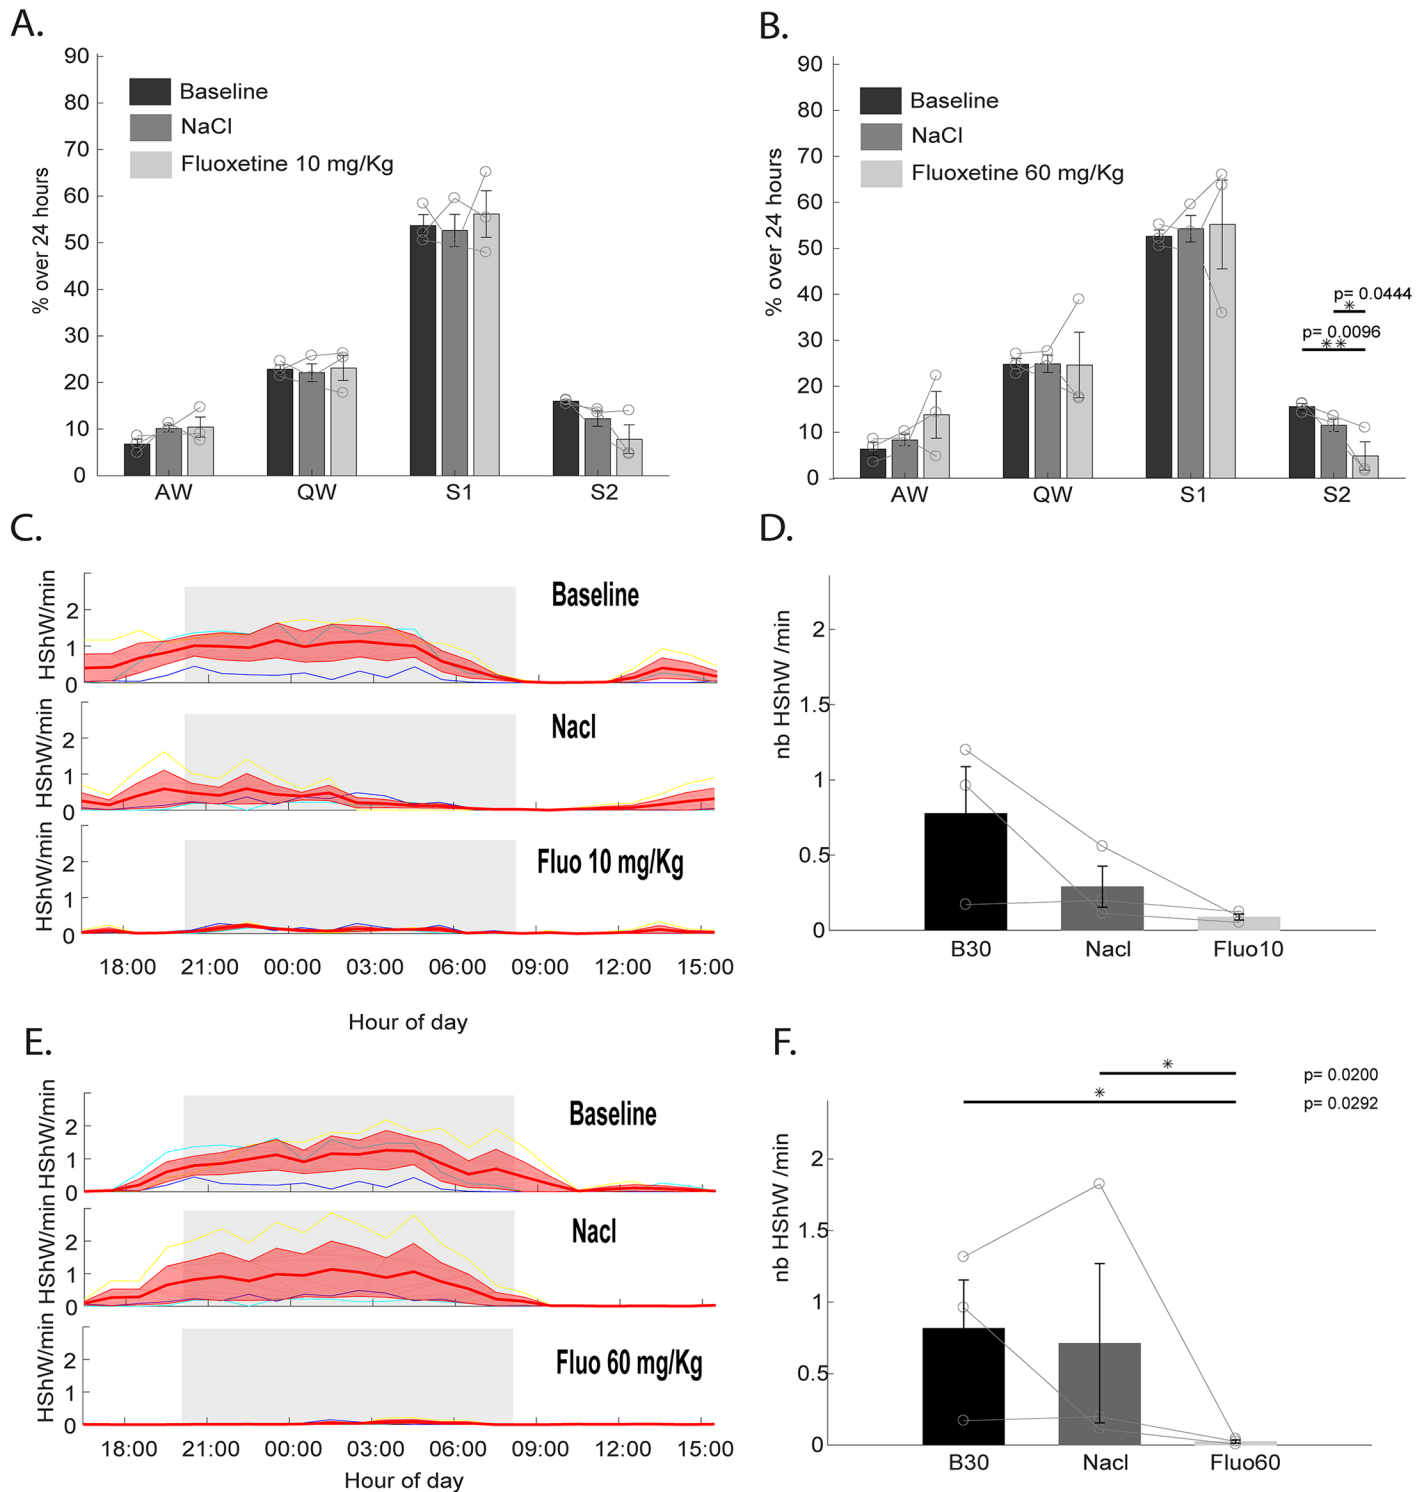 A.
90
80
70
60
50
40
30
20
10
0
% over 24 hours
Baseline
NaCl
Fluoxetine 10 mg/Kg
AW QW S1 S2
B.
90
80
70
60
50
40
30
20
10
0
% over 24 hours
Baseline
NaCl
Fluoxetine 60 mg/Kg
p= 0.0444
*
p= 0.0096
**
AW QW S1 S2
C.
HShW/min
2
1
0
Baseline
HShW/min
2
1
0
Nacl
HShW/min
2
1
0
Fluo 10 mg/Kg
18:00 21:00 00:00 03:00 06:00 09:00 12:00 15:00
Hour of day
D.
nb HShW /min
2
1.5
1
0.5
0
B30 Nacl Fluo10
E.
HShW/min
2
1
0
Baseline
HShW/min
2
1
0
Nacl
HShW/min
2
1
0
Fluo 60 mg/Kg
18:00 21:00 00:00 03:00 06:00 09:00 12:00 15:00
Hour of day
F.
*
p= 0.0200
*
p= 0.0292
nb HShW /min
2
1.5
1
0.5
0
B30 Nacl Fluo60